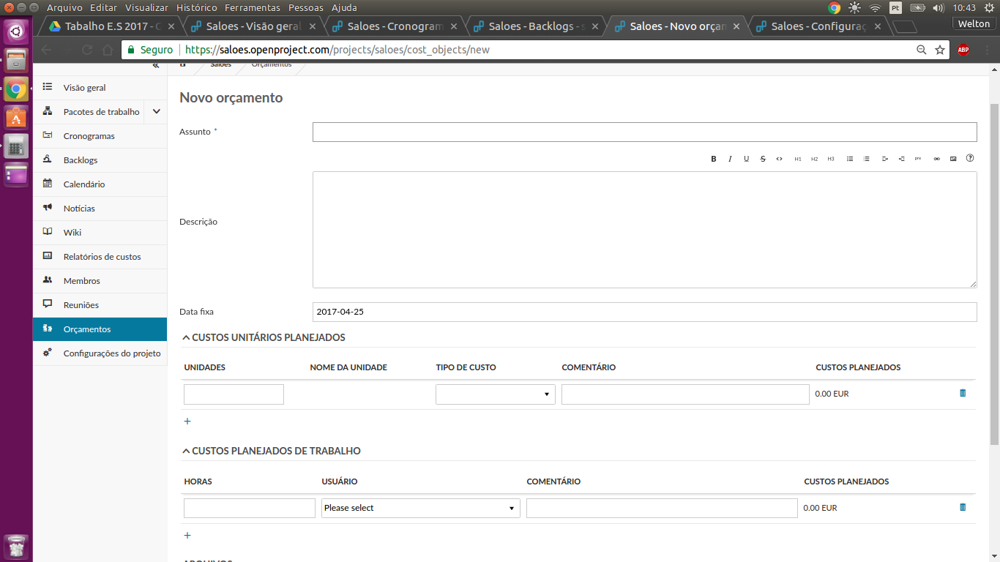 Arquivo Editar Visualizar Histórico Ferramentas Pessoas Ajuda Pt 10:43
Tabalho E.S 2017 - Saloes - Visão geral Saloes - Cronogram Saloes - Backlogs - Saloes - Novo orçan Saloes - Configuraç Welton
Seguro https://saloes.openproject.com/projects/saloes/cost_objects/new ABP
« Saloes Orçamentos
Visão geral
Pacotes de trabalho
Cronogramas
Backlogs
Calendário
Notícias
Wiki
Relatórios de custos
Membros
Reuniões
Orçamentos
Configurações do projeto
Novo orçamento
Assunto *
B I U S <> H1 H2 H3 pre ?
Descrição
Data fixa 2017-04-25
CUSTOS UNITÁRIOS PLANEJADOS
UNIDADES NOME DA UNIDADE TIPO DE CUSTO COMENTÁRIO CUSTOS PLANEJADOS
0.00 EUR
+
CUSTOS PLANEJADOS DE TRABALHO
HORAS USUÁRIO COMENTÁRIO CUSTOS PLANEJADOS
Please select 0.00 EUR
+